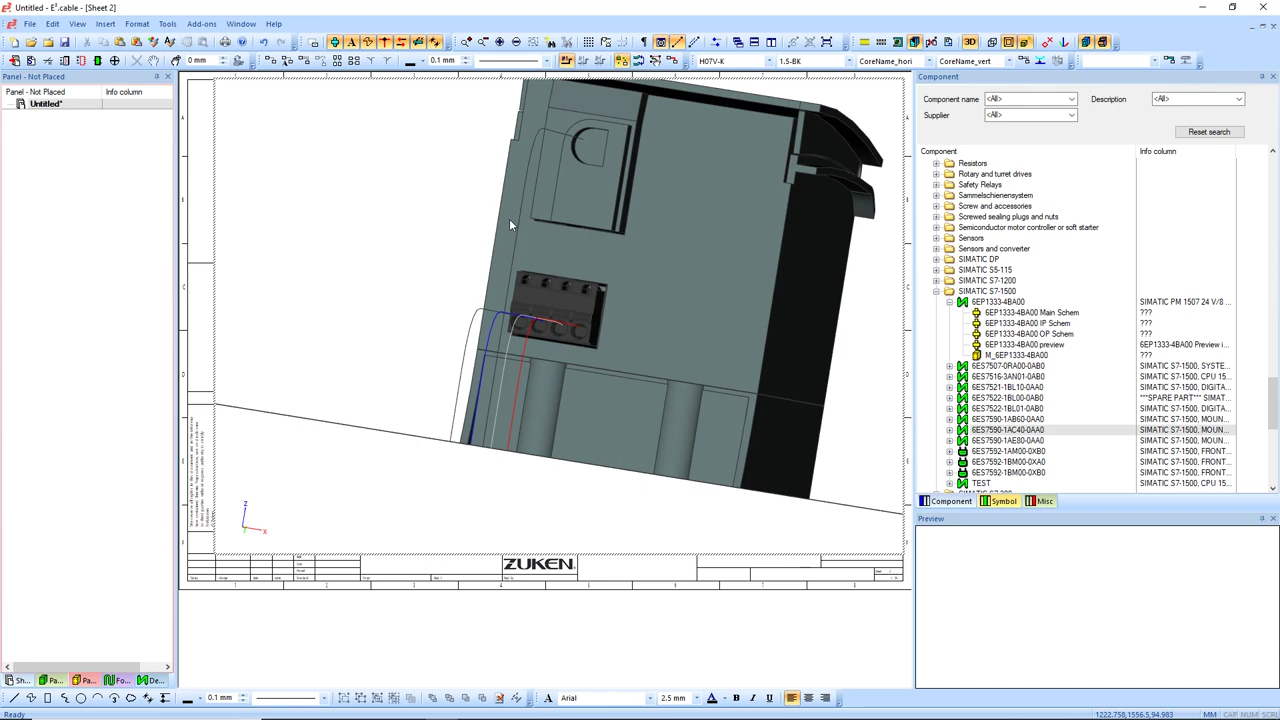 Untitled - E³.cable - [Sheet 2]
File Edit View Insert Format Tools Add-ons Window Help
3D
0 mm
0.1 mm
H07V-K
1.5-BK
CoreName_hori
CoreName_vert
Panel - Not Placed
Panel - Not Placed Info column
Untitled*
Component
Component name <All> Description <All>
Supplier <All>
Reset search
Component Info column
Resistors
Rotary and turret drives
Safety Relays
Sammelschienensystem
Screw and accessories
Screwed sealing plugs and nuts
Semiconductor motor controller or soft starter
Sensors
Sensors and converter
SIMATIC DP
SIMATIC S5-115
SIMATIC S7-1200
SIMATIC S7-1500
6EP1333-4BA00 SIMATIC PM 1507 24 V/8 ...
6EP1333-4BA00 Main Schem ???
6EP1333-4BA00 IP Schem ???
6EP1333-4BA00 OP Schem ???
6EP1333-4BA00 preview 6EP1333-4BA00 Preview i...
M_6EP1333-4BA00 ???
6ES7507-0RA00-0AB0 SIMATIC S7-1500, SYSTE...
6ES7516-3AN01-0AB0 SIMATIC S7-1500, CPU 15...
6ES7521-1BL10-0AA0 SIMATIC S7-1500, DIGITA...
6ES7522-1BL00-0AB0 ***SPARE PART** SIMAT...
6ES7522-1BL01-0AB0 SIMATIC S7-1500, DIGITA...
6ES7590-1AB60-0AA0 SIMATIC S7-1500, MOUN...
6ES7590-1AC40-0AA0 SIMATIC S7-1500, MOUN...
6ES7590-1AE80-0AA0 SIMATIC S7-1500, MOUN...
6ES7592-1AM00-0XB0 SIMATIC S7-1500, FRONT...
6ES7592-1BM00-0XA0 SIMATIC S7-1500, FRONT...
6ES7592-1BM00-0XB0 SIMATIC S7-1500, FRONT...
TEST SIMATIC S7-1500, CPU 15...
Component Symbol Misc
Preview
Z
X
ZUKEN
Sh... Pa... Pa... Fo... De...
0.1 mm
Arial
2.5 mm
A B I U
Ready
1222.758,1556.5,94.983 MM CAP NUM SCRL